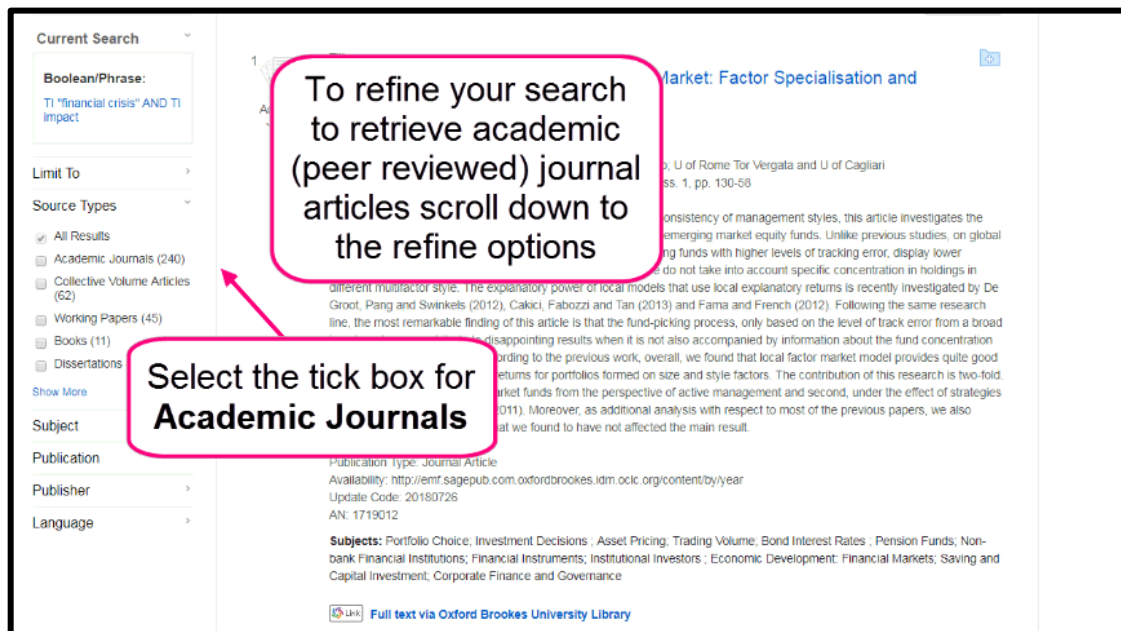 Current Search
Boolean/Phrase:
TI "financial crisis" AND TI
impact
Limit To
Source Types
All Results
Academic Journals (240)
Collective Volume Articles
(62)
Working Papers (45)
Books (11)
Dissertations
Show More
Subject
Publication
Publisher
Language
1
To refine your search
to retrieve academic
(peer reviewed) journal
articles scroll down to
the refine options
Select the tick box for
Academic Journals
Market: Factor Specialisation and
U of Rome Tor Vergata and U of Cagliari
ss. 1, pp. 130-58
onsistency of management styles, this article investigates the
emerging market equity funds. Unlike previous studies, on global
ng funds with higher levels of tracking error, display lower
e do not take into account specific concentration in holdings in
different multifactor style. The explanatory power of local models that use local explanatory returns is recently investigated by De
Groot, Pang and Swinkels (2012), Cakici, Fabozzi and Tan (2013) and Fama and French (2012). Following the same research
line, the most remarkable finding of this article is that the fund-picking process, only based on the level of track error from a broad
disappointing results when it is not also accompanied by information about the fund concentration
ording to the previous work, overall, we found that local factor market model provides quite good
eturns for portfolios formed on size and style factors. The contribution of this research is two-fold.
rket funds from the perspective of active management and second, under the effect of strategies
2011). Moreover, as additional analysis with respect to most of the previous papers, we also
at we found to have not affected the main result.
Publication Type: Journal Article
Availability: http://emf.sagepub.com.oxfordbrookes.idm.oclc.org/content/by/year
Update Code: 20180726
AN: 1719012
Subjects: Portfolio Choice; Investment Decisions ; Asset Pricing; Trading Volume; Bond Interest Rates ; Pension Funds; Non-
bank Financial Institutions; Financial Instruments; Institutional Investors ; Economic Development: Financial Markets; Saving and
Capital Investment; Corporate Finance and Governance
Link Full text via Oxford Brookes University Library